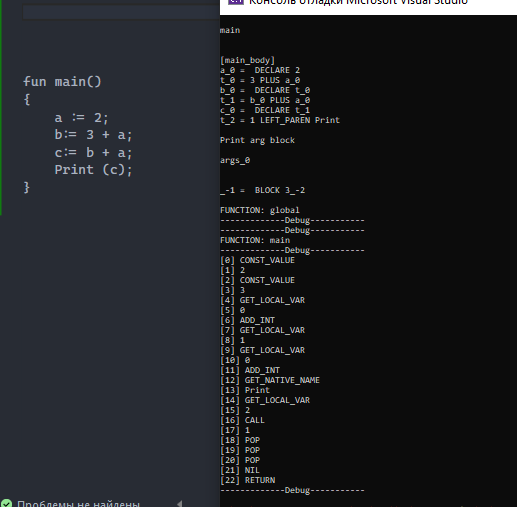 Консоль отладки Microsoft Visual Studio
fun main()
{
    a := 2;
    b:= 3 + a;
    c:= b + a;
    Print (c);
}
Проблемы не найдены
main
[main_body]
a_0 =  DECLARE 2
t_0 = 3 PLUS a_0
b_0 =  DECLARE t_0
t_1 = b_0 PLUS a_0
c_0 =  DECLARE t_1
t_2 = 1 LEFT_PAREN Print
Print arg block
args_0
_-1 =  BLOCK 3_-2
FUNCTION: global
-------------Debug-----------
-------------Debug-----------
FUNCTION: main
-------------Debug-----------
[0] CONST_VALUE
[1] 2
[2] CONST_VALUE
[3] 3
[4] GET_LOCAL_VAR
[5] 0
[6] ADD_INT
[7] GET_LOCAL_VAR
[8] 1
[9] GET_LOCAL_VAR
[10] 0
[11] ADD_INT
[12] GET_NATIVE_NAME
[13] Print
[14] GET_LOCAL_VAR
[15] 2
[16] CALL
[17] 1
[18] POP
[19] POP
[20] POP
[21] NIL
[22] RETURN
-------------Debug-----------